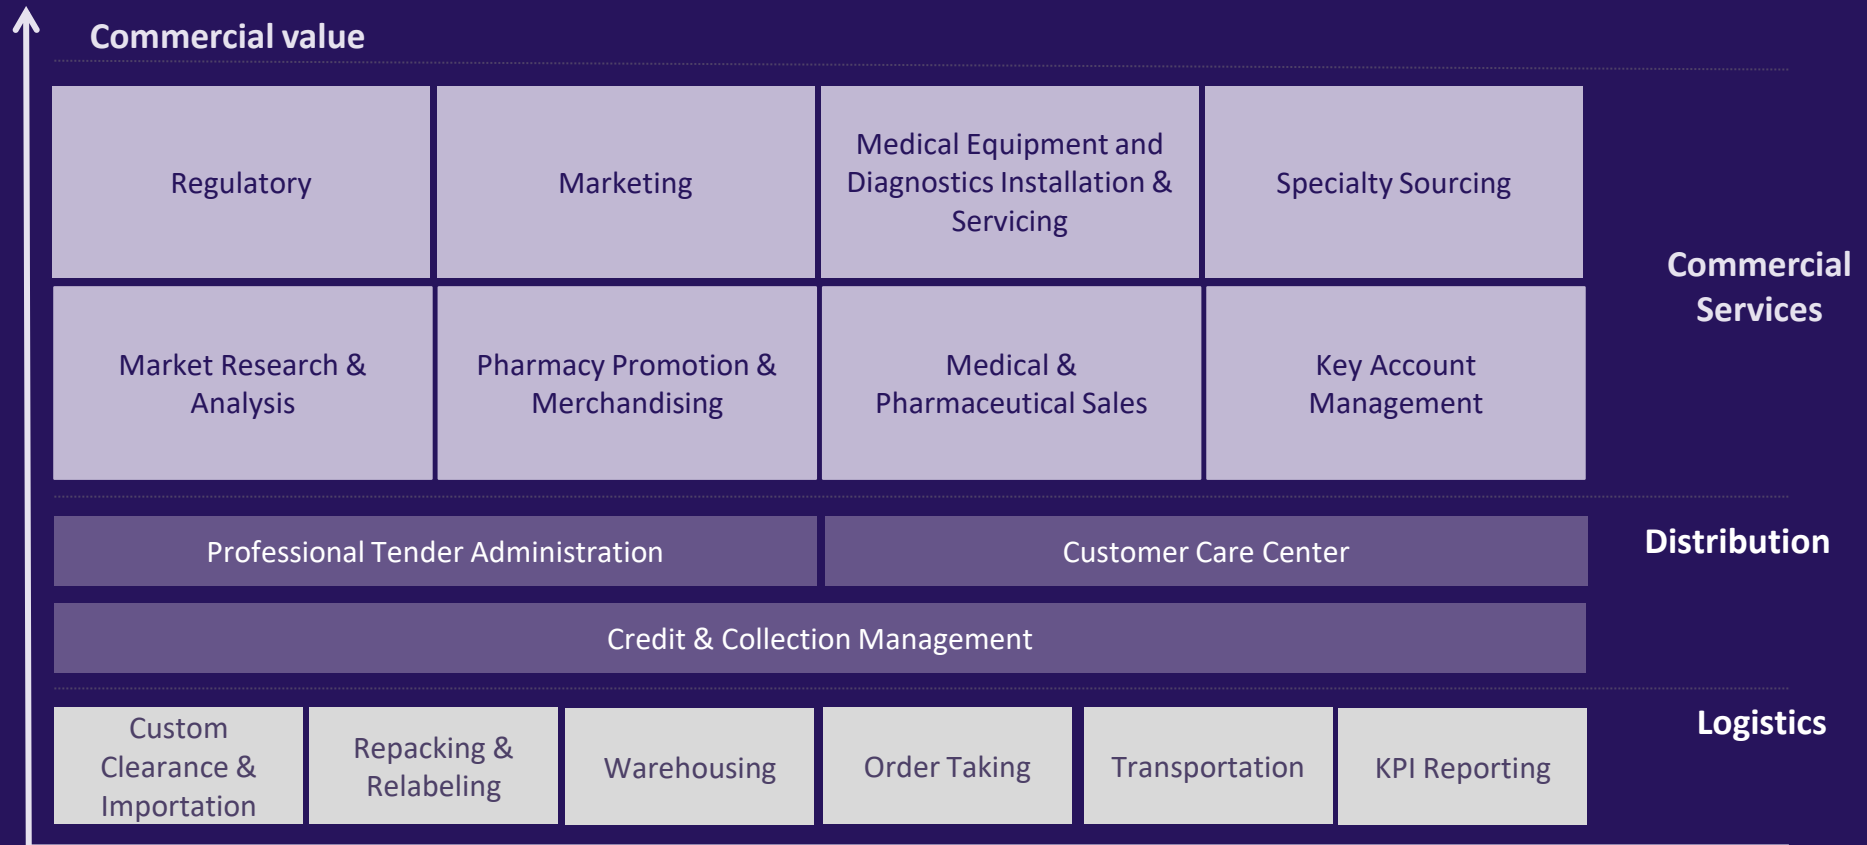 Commercial value
Regulatory
Marketing
Medical Equipment and
Diagnostics Installation &
Servicing
Specialty Sourcing
Commercial
Services
Market Research &
Analysis
Pharmacy Promotion &
Merchandising
Medical &
Pharmaceutical Sales
Key Account
Management
Professional Tender Administration
Customer Care Center
Distribution
Credit & Collection Management
Logistics
Custom
Clearance &
Importation
Repacking &
Relabeling
Warehousing
Order Taking
Transportation
KPI Reporting